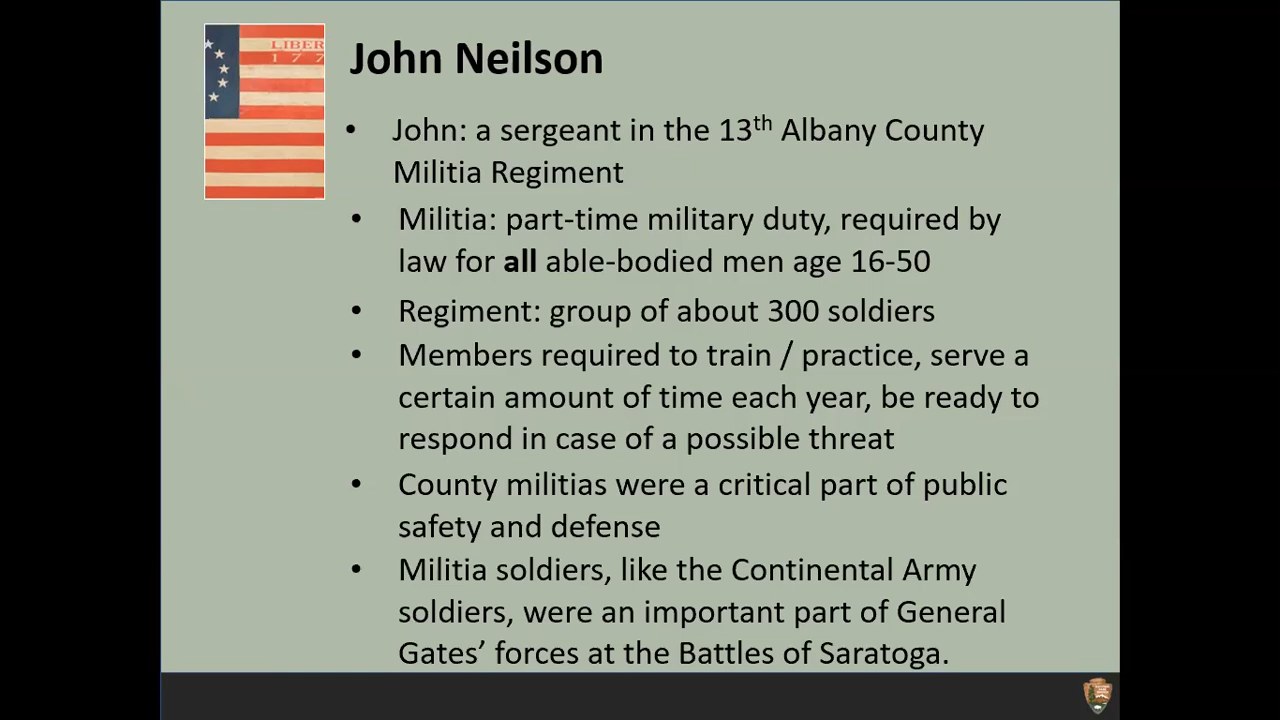 LIBER
177
John Neilson
• John: a sergeant in the 13th Albany County
Militia Regiment
• Militia: part-time military duty, required by
law for all able-bodied men age 16-50
• Regiment: group of about 300 soldiers
• Members required to train / practice, serve a
certain amount of time each year, be ready to
respond in case of a possible threat
• County militias were a critical part of public
safety and defense
• Militia soldiers, like the Continental Army
soldiers, were an important part of General
Gates’ forces at the Battles of Saratoga.